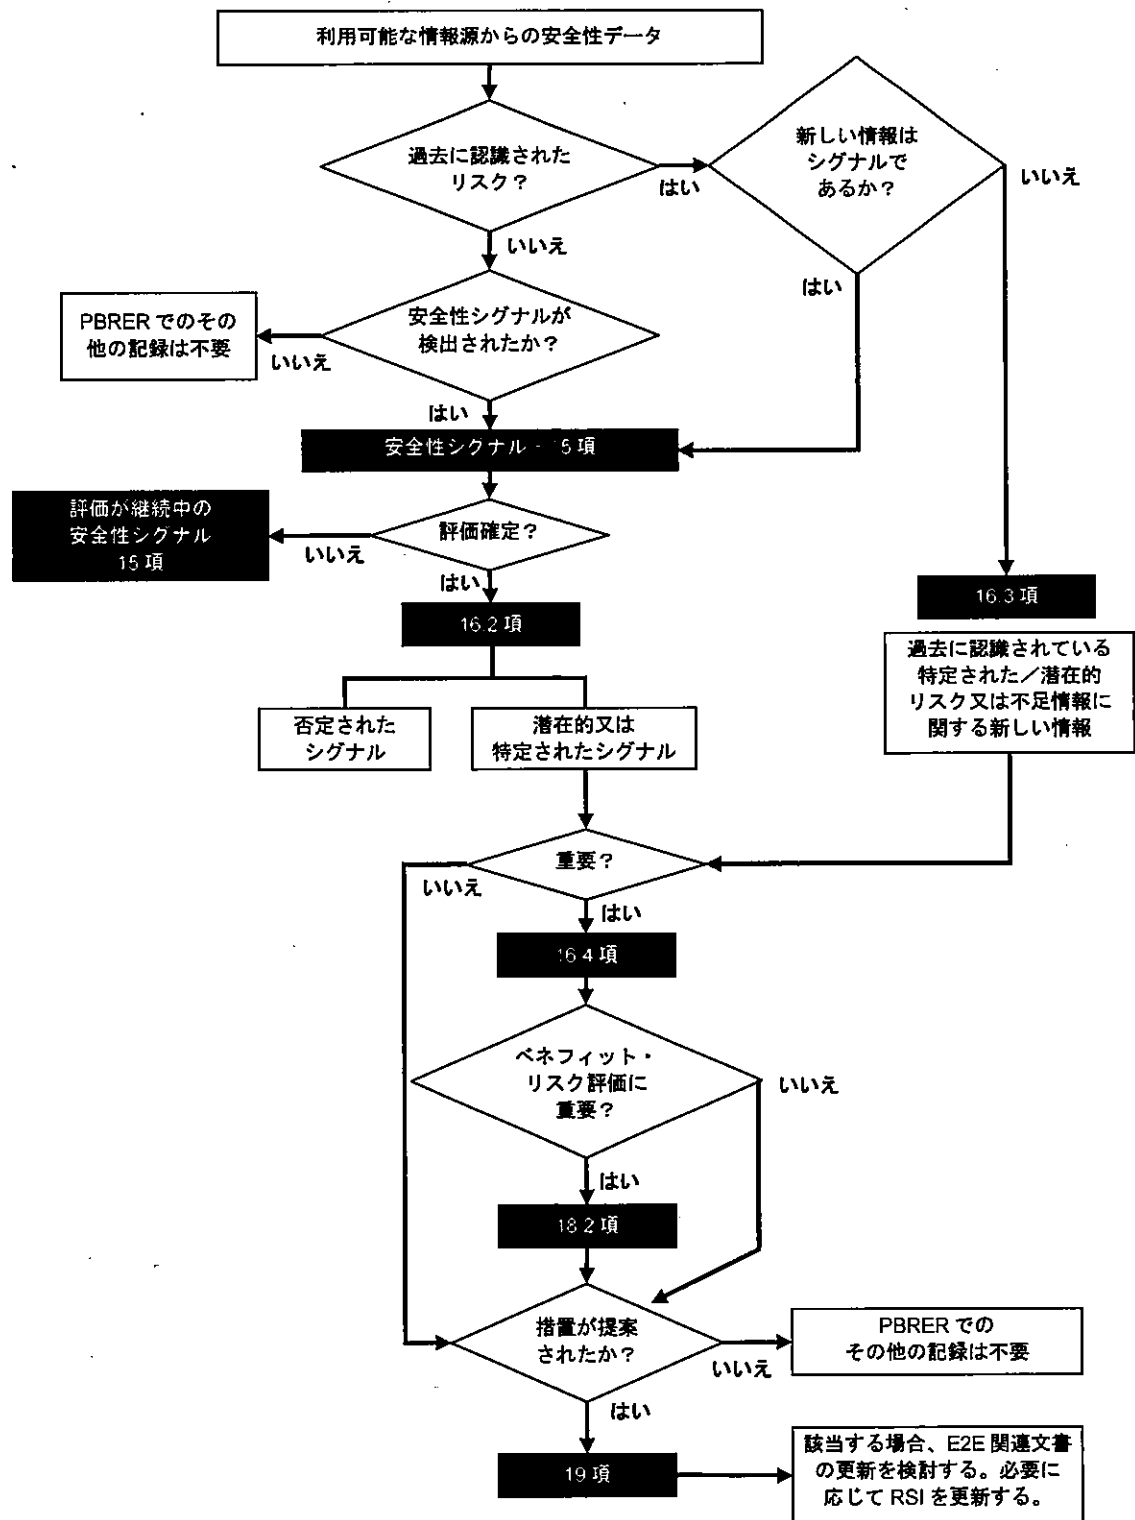 利用可能な情報源からの安全性データ
過去に認識された
リスク？
はい
新しい情報は
シグナルで
あるか？
いいえ
いいえ
はい
PBRER でのその
他の記録は不要
いいえ
安全性シグナルが
検出されたか？
はい
安全性シグナル - 15 項
評価が継続中の
安全性シグナル
15 項
いいえ
評価確定？
はい
16.2 項
16.3 項
過去に認識されている
特定された／潜在的
リスク又は不足情報に
関する新しい情報
否定された
シグナル
潜在的又は
特定されたシグナル
重要？
いいえ
はい
16.4 項
ベネフィット・
リスク評価に
重要？
いいえ
はい
18.2 項
措置が提案
されたか？
いいえ
PBRER での
その他の記録は不要
はい
19 項
該当する場合、E2E 関連文書
の更新を検討する。必要に
応じて RSI を更新する。